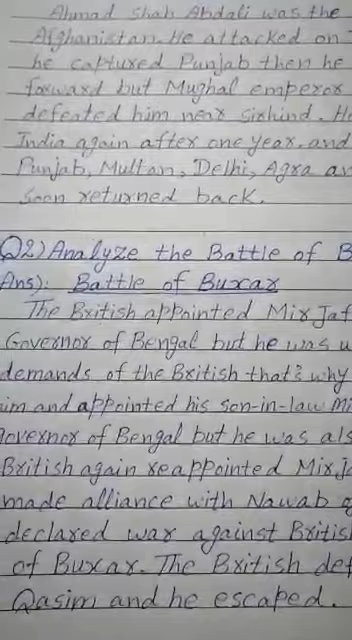 Ahmad Shah Abdali was the
Afghanistan. He attacked on
he captured Punjab then he
forward but Mughal emperor
defeated him near Sirhind. He
India again after one year and
Punjab, Multan, Delhi, Agra
soon returned back.
Q2) Analyze the Battle of B
Ans): Battle of Buxar
The British appointed Mir Jaf
Governor of Bengal but he was u
demands of the British that's why
im and appointed his son-in-law Mi
governor of Bengal but he was als
British again reappointed Mir Ja
made alliance with Nawab
declared war against Britis
of Buxar. The British def
Qasim and he escaped.